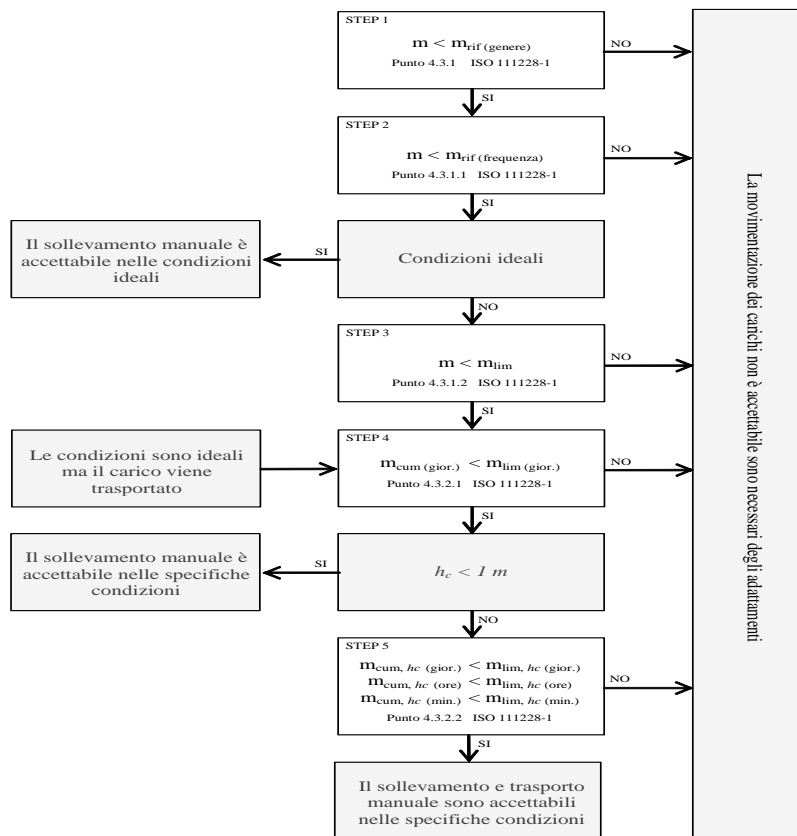 STEP 1
m < mrif (genere)
Punto 4.3.1 ISO 111228-1
NO
SI
STEP 2
m < mrif (frequenza)
Punto 4.3.1.1 ISO 111228-1
NO
SI
Il sollevamento manuale è
accettabile nelle condizioni
ideali
SI
Condizioni ideali
NO
STEP 3
m < mlim
Punto 4.3.1.2 ISO 111228-1
NO
SI
Le condizioni sono ideali
ma il carico viene
trasportato
STEP 4
mcum (gior.) < mlim (gior.)
Punto 4.3.2.1 ISO 111228-1
NO
SI
Il sollevamento manuale è
accettabile nelle specifiche
condizioni
SI
hc < 1 m
NO
STEP 5
mcum, hc (gior.) < mlim, hc (gior.)
mcum, hc (ore) < mlim, hc (ore)
mcum, hc (min.) < mlim, hc (min.)
Punto 4.3.2.2 ISO 111228-1
NO
SI
Il sollevamento e trasporto
manuale sono accettabili
nelle specifiche condizioni
La movimentazione dei carichi non è accettabile sono necessari degli adattamenti